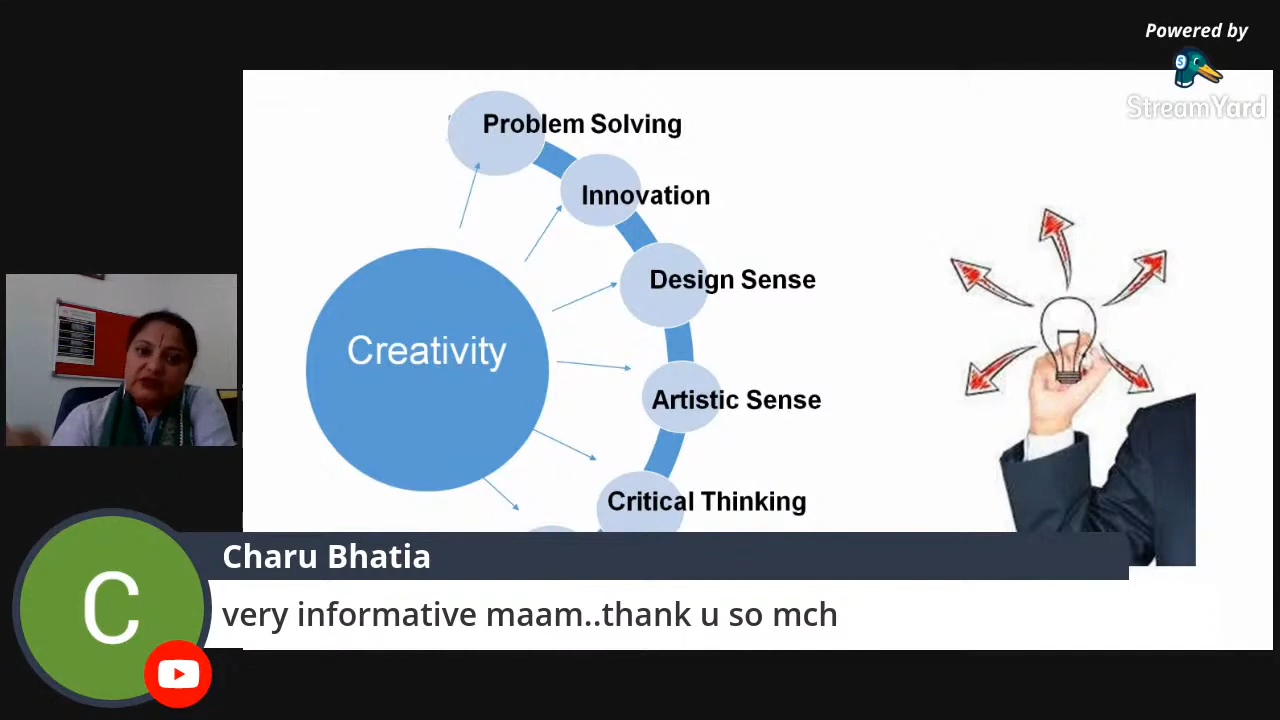 Powered by
StreamYard
Problem Solving
Innovation
Design Sense
Creativity
Artistic Sense
Critical Thinking
Charu Bhatia
C
very informative maam..thank u so mch